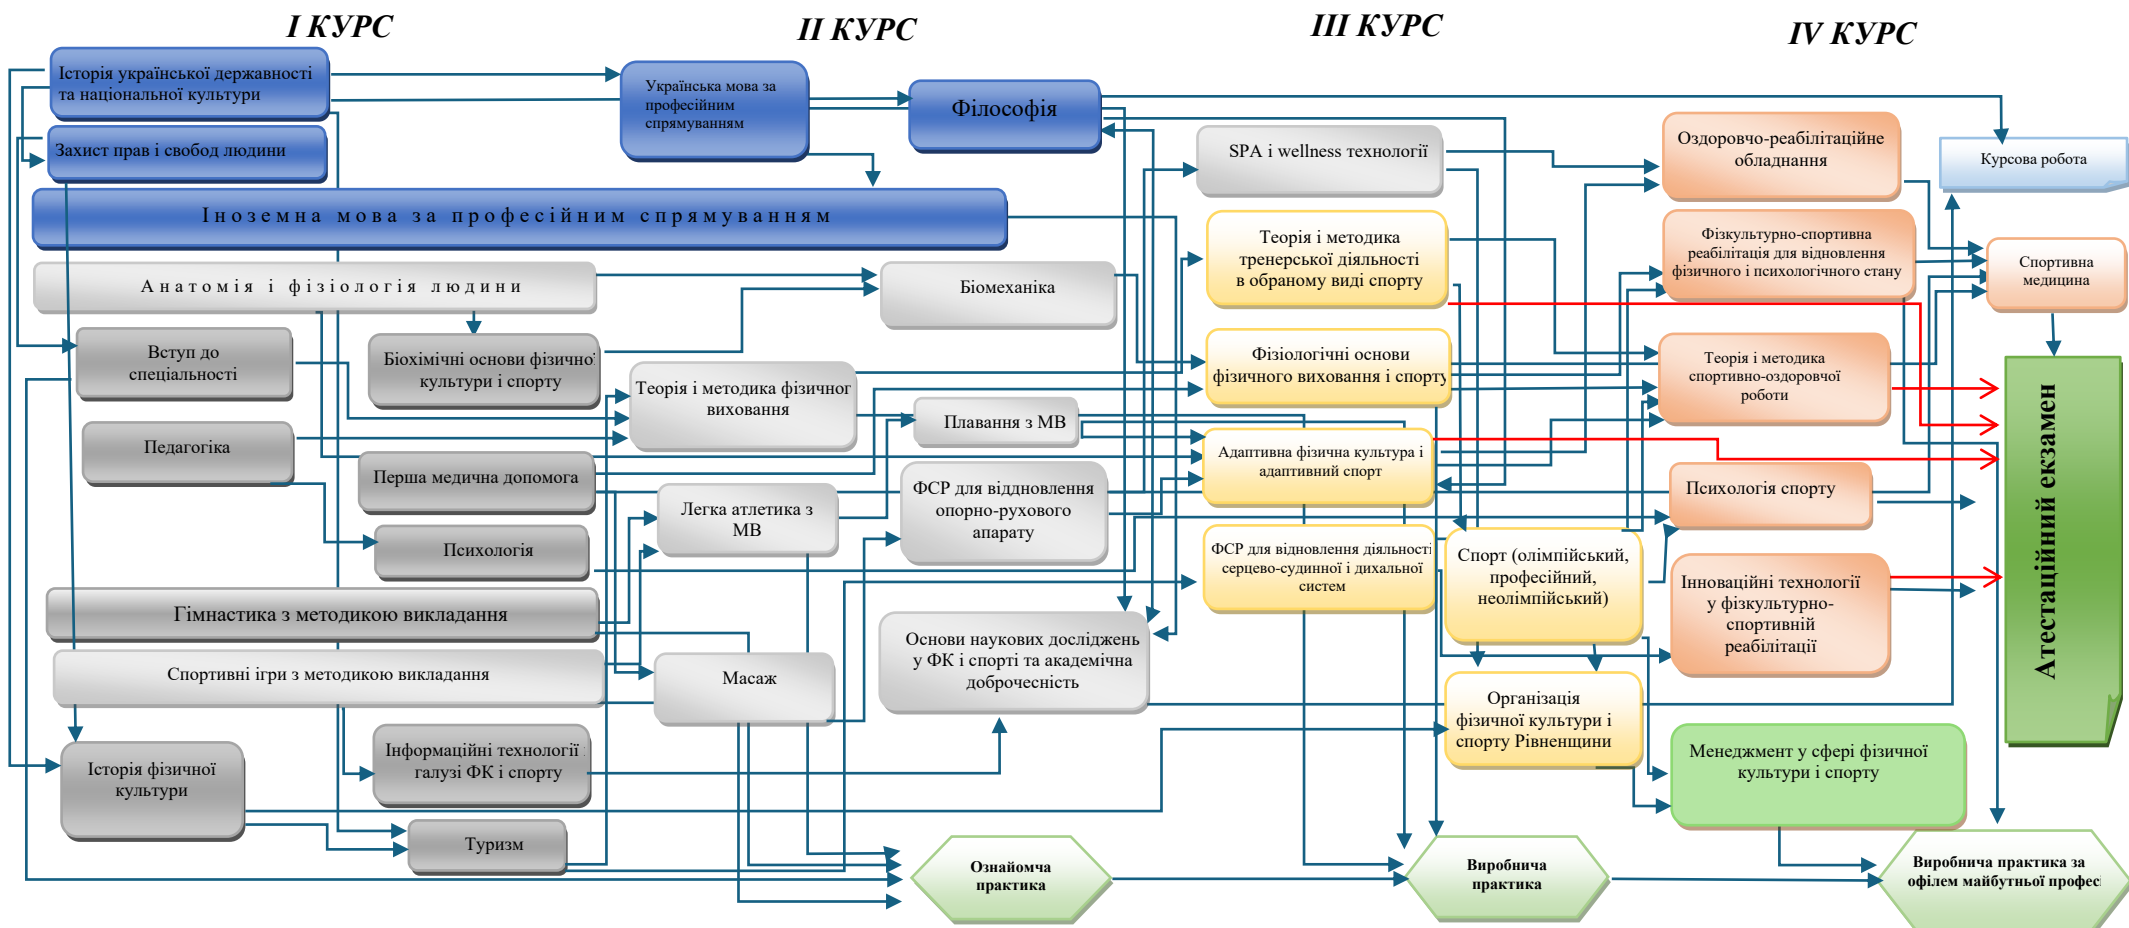 I КУРС
II КУРС
III КУРС
IV КУРС
Історія української державності
та національної культури
Захист прав і свобод людини
Українська мова за
професійним
спрямуванням
Філософія
Іноземна мова за професійним спрямуванням
Анатомія і фізіологія людини
Вступ до
спеціальності
Біохімічні основи фізичної
культури і спорту
Педагогіка
Перша медична допомога
Психологія
Гімнастика з методикою викладання
Спортивні ігри з методикою викладання
Історія фізичної
культури
Інформаційні технології
галузі ФК і спорту
Туризм
Біомеханіка
Теорія і методика фізичног
виховання
Плавання з МВ
Легка атлетика з
МВ
ФСР для віддновлення
опорно-рухового
апарату
Масаж
Основи наукових досліджень
у ФК і спорті та академічна
доброчесність
Ознайомча
практика
SPA і wellness технології
Теорія і методика
тренерської діяльності
в обраному виді спорту
Фізіологічні основи
фізичного виховання і спорту
Адаптивна фізична культура і
адаптивний спорт
ФСР для відновлення діяльності
серцево-судинної і дихальної
систем
Спорт (олімпійський,
професійний,
неолімпійський)
Організація
фізичної культури і
спорту Рівненщини
Виробнича
практика
Оздоровчо-реабілітаційне
обладнання
Фізкультурно-спортивна
реабілітація для відновлення
фізичного і психологічного стану
Теорія і методика
спортивно-оздоровчої
роботи
Психологія спорту
Інноваційні технології
у фізкультурно-
спортивній
реабілітації
Менеджмент у сфері фізичної
культури і спорту
Курсова робота
Спортивна
медицина
Атестаційний екзамен
Виробнича практика за
офілем майбутньої професі